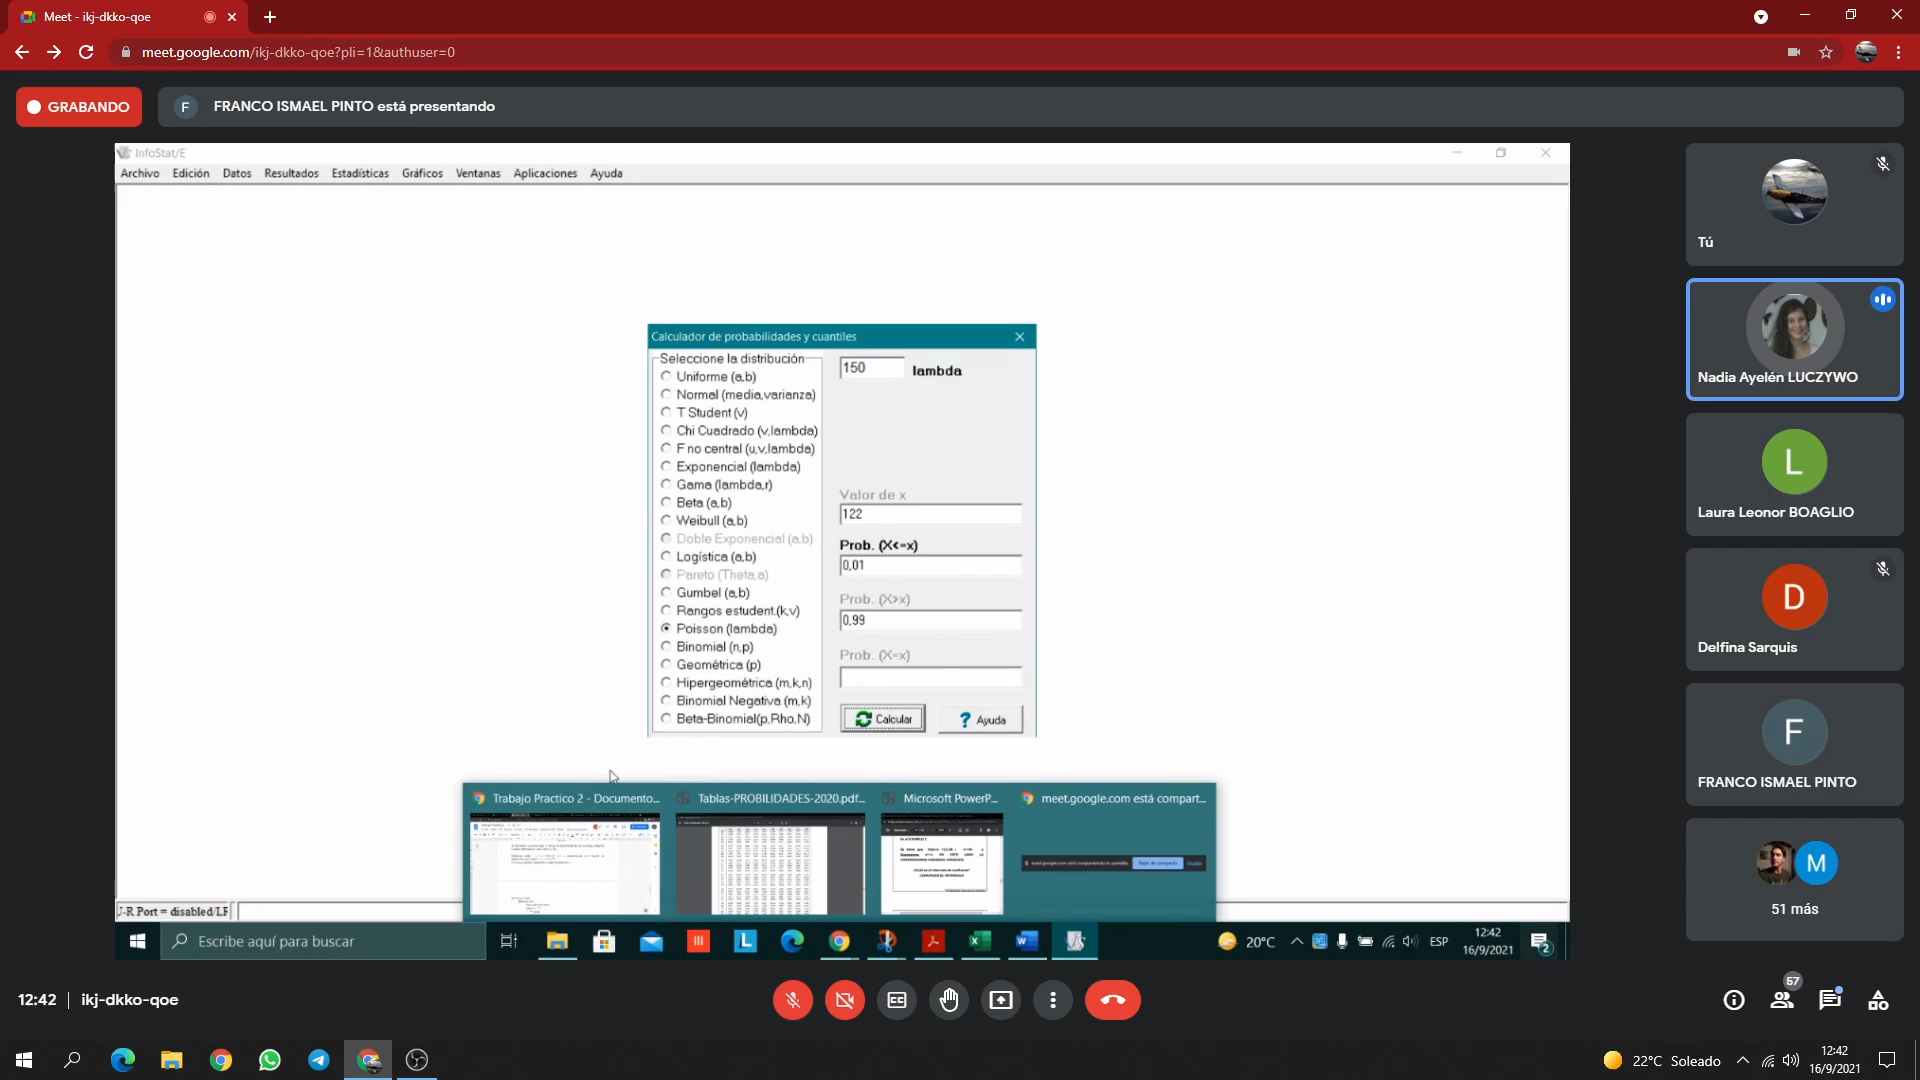 Meet - ikj-dkko-qoe
meet.google.com/ikj-dkko-qoe?pli=1&authuser=0
GRABANDO
F
FRANCO ISMAEL PINTO está presentando
InfoStat/E
Archivo Edición Datos Resultados Estadísticas Gráficos Ventanas Aplicaciones Ayuda
Calculador de probabilidades y cuantiles
Seleccione la distribución
Uniforme (a,b)
Normal (media,varianza)
T Student (v)
Chi Cuadrado (v,lambda)
F no central (u,v,lambda)
Exponencial (lambda)
Gama (lambda,r)
Beta (a,b)
Weibull (a,b)
Doble Exponencial (a,b)
Logística (a,b)
Pareto (Theta,a)
Gumbel (a,b)
Rangos estudent.(k,v)
Poisson (lambda)
Binomial (n,p)
Geométrica (p)
Hipergeométrica (m,k,n)
Binomial Negativa (m,k)
Beta-Binomial(p,Rho,N)
150 lambda
Valor de x
122
Prob. (X<=x)
0,01
Prob. (X>x)
0,99
Prob. (X=x)
Calcular
? Ayuda
Trabajo Practico 2 - Documento...
Tablas-PROBILIDADES-2020.pdf...
Microsoft PowerP...
meet.google.com está compart...
J-R Port = disabled/LF
Escribe aquí para buscar
20°C
ESP
12:42
16/9/2021
2
Tú
Nadia Ayelén LUCZYWO
L
Laura Leonor BOAGLIO
D
Delfina Sarquis
F
FRANCO ISMAEL PINTO
M
51 más
12:42 | ikj-dkko-qoe
57
22°C Soleado
12:42
16/9/2021